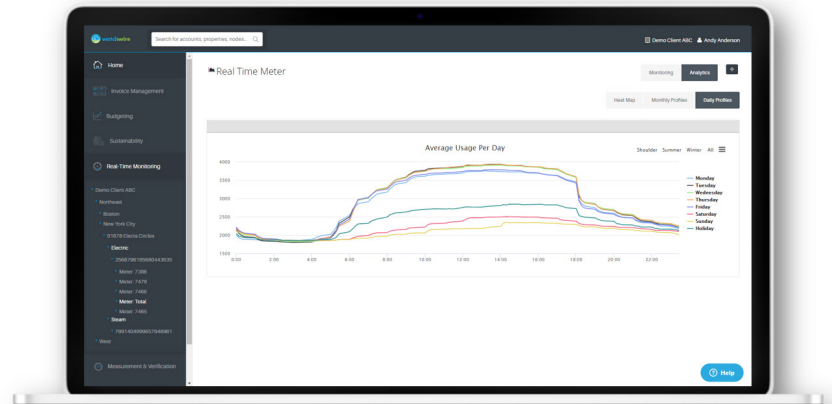 watchwire
Search for accounts, properties, nodes...
Demo Client ABC
Andy Anderson
Home
Invoice Management
Budgeting
Sustainability
Real-Time Monitoring
Demo Client ABC
Northeast
Boston
New York City
Electric
Meter: 7388
Meter: 7479
Meter: 7466
Meter: Total
Meter: 7465
Steam
West
Measurement & Verification
Real Time Meter
Monitoring
Analytics
+
Heat Map
Monthly Profiles
Daily Profiles
Average Usage Per Day
Shoulder Summer Winter All
4000
3500
3000
2500
2000
1500
0:00 2:00 4:00 6:00 8:00 10:00 12:00 14:00 16:00 18:00 20:00 22:00
Monday
Tuesday
Wednesday
Thursday
Friday
Saturday
Sunday
Holiday
? Help